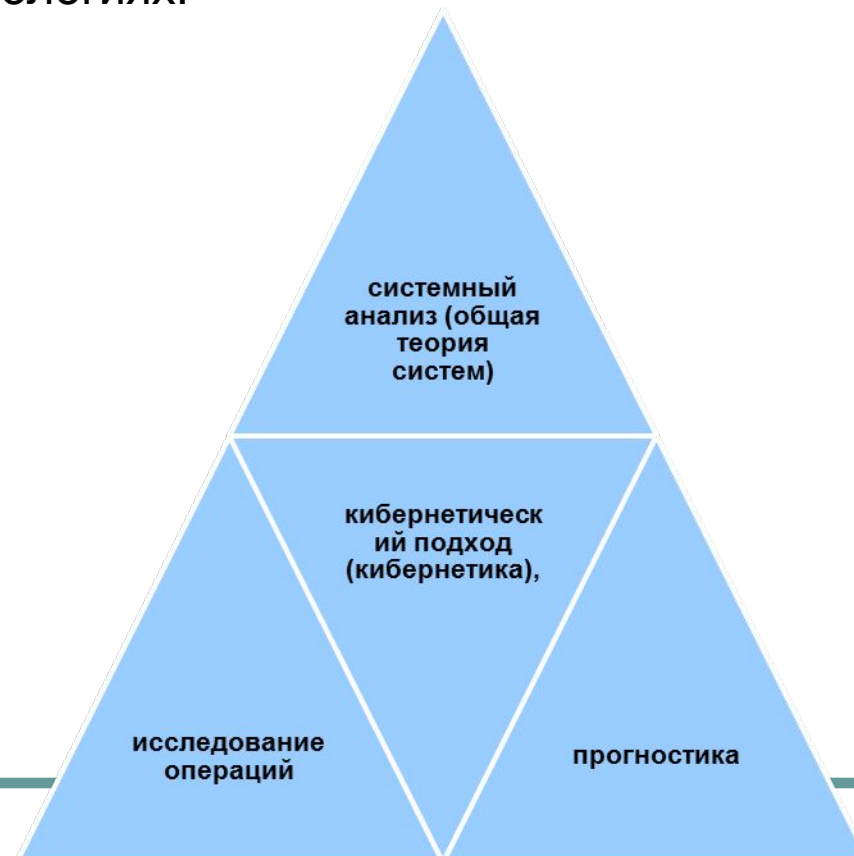 системный
анализ (общая
теория
систем)
кибернетическ
ий подход
(кибернетика),
исследование
операций
прогностика